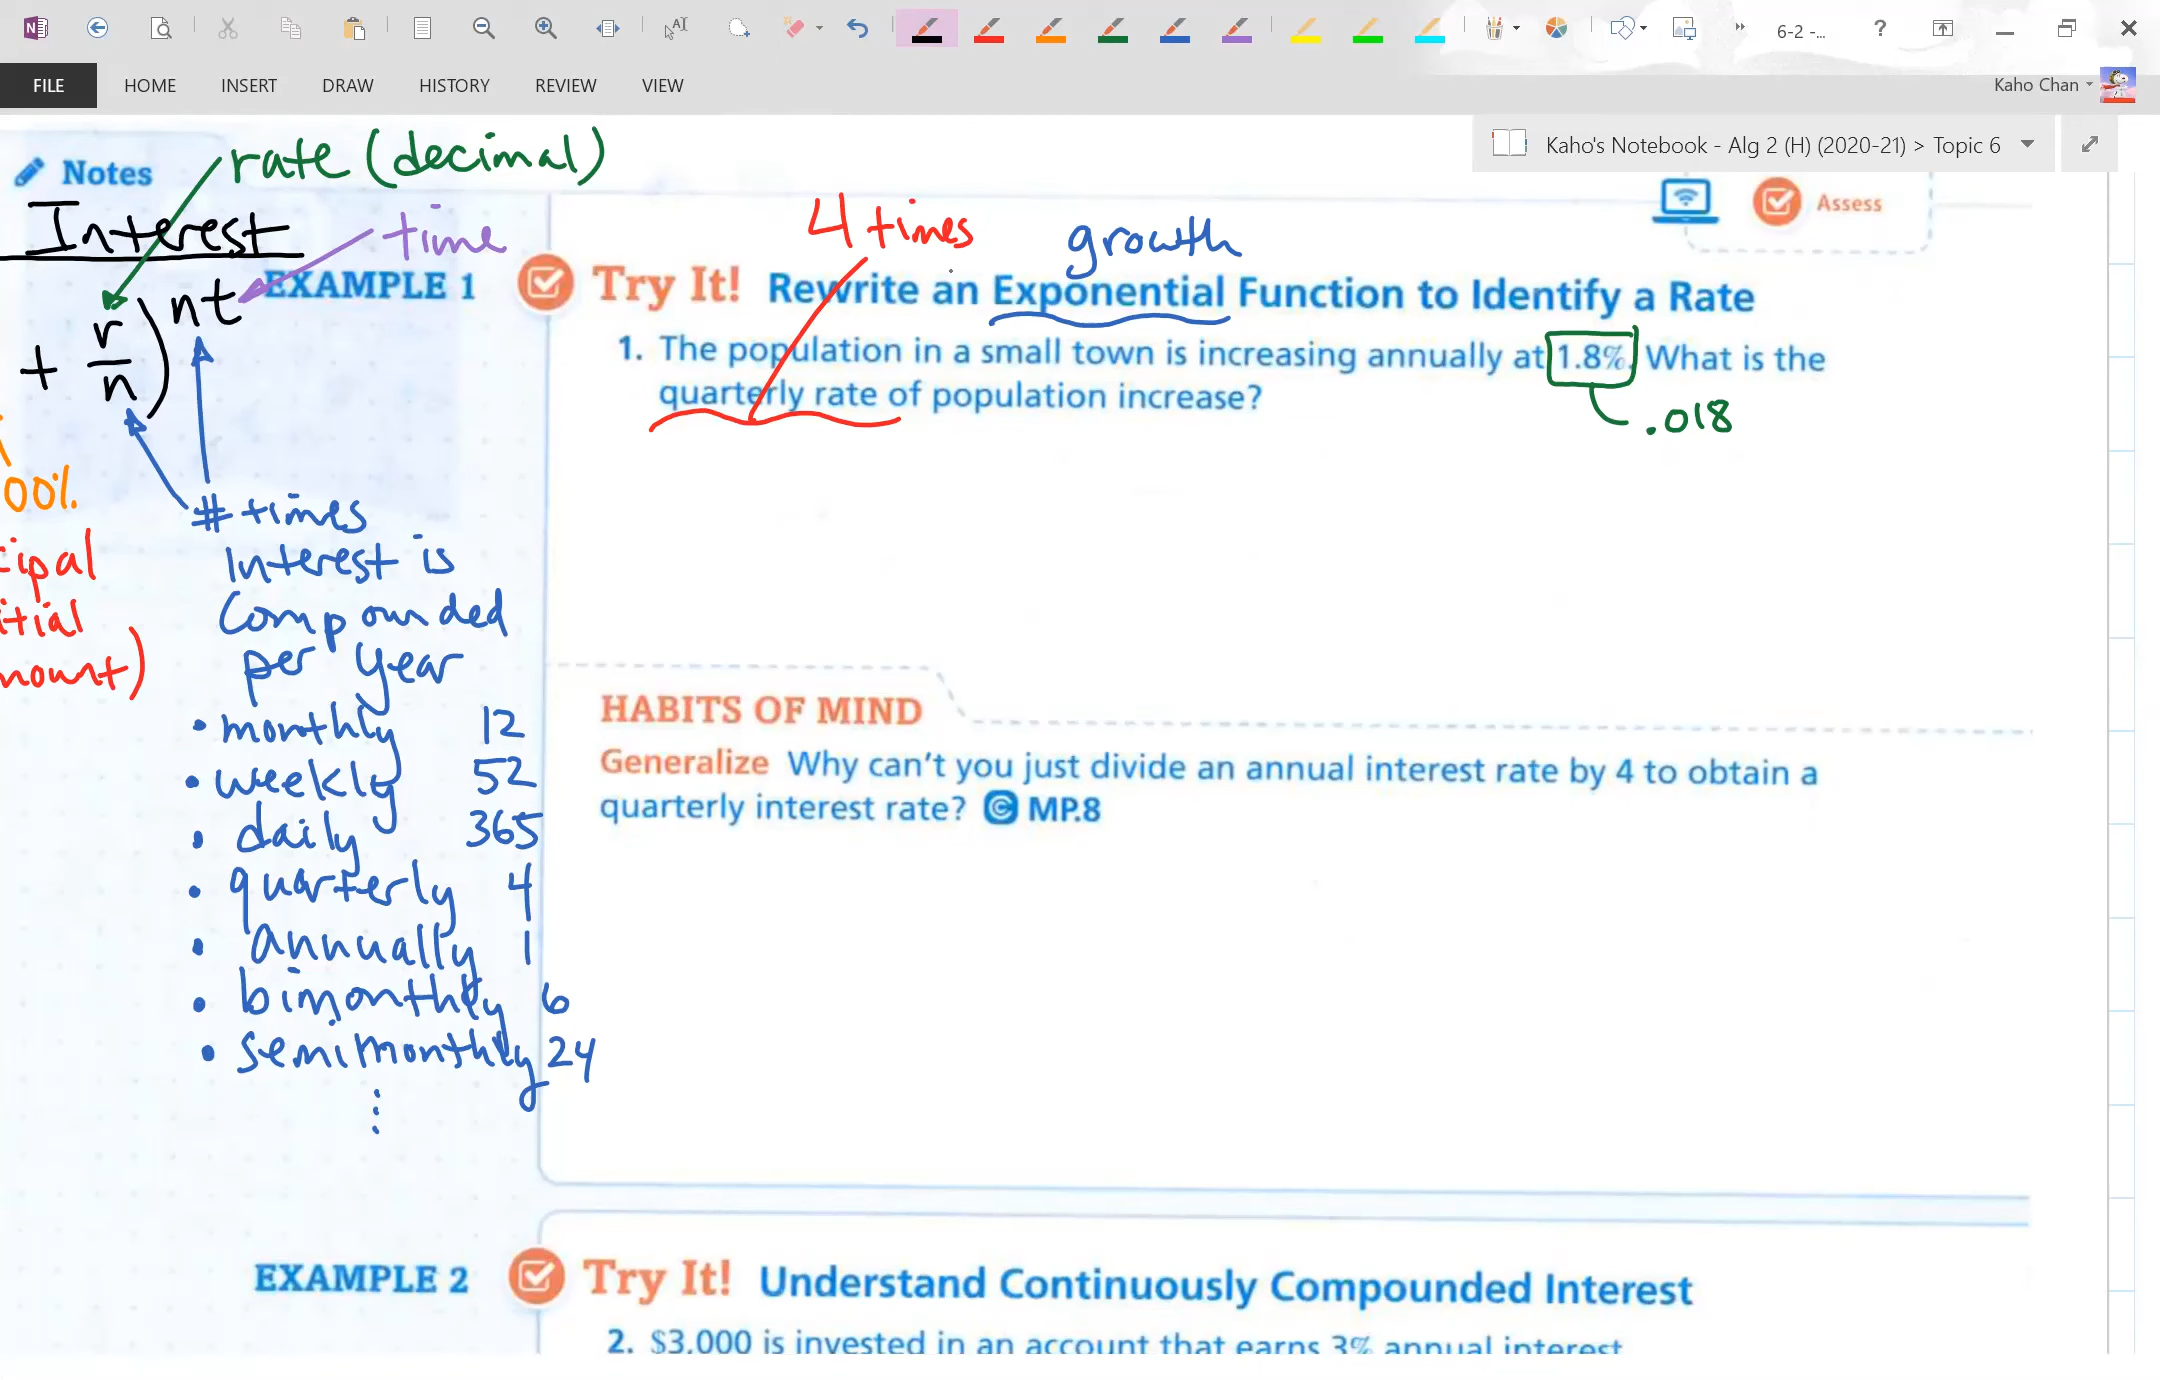 6-2 -...
?
FILE HOME INSERT DRAW HISTORY REVIEW VIEW
Kaho Chan
Kaho's Notebook - Alg 2 (H) (2020-21) > Topic 6
Notes
rate (decimal)
Interest
time
+ r/n) nt
00%
# times
Interest is
Compounded
per year
• monthly 12
• weekly 52
• daily 365
• quarterly 4
• annually 1
• bimonthly 6
• semimonthly 24
⋮
cipal
itial
mount)
Assess
4 times
growth
EXAMPLE 1
Try It! Rewrite an Exponential Function to Identify a Rate
1. The population in a small town is increasing annually at 1.8%. What is the
quarterly rate of population increase?
.018
HABITS OF MIND
Generalize Why can't you just divide an annual interest rate by 4 to obtain a
quarterly interest rate? MP.8
EXAMPLE 2
Try It! Understand Continuously Compounded Interest
2. $3,000 is invested in an account that earns 3% annual interest